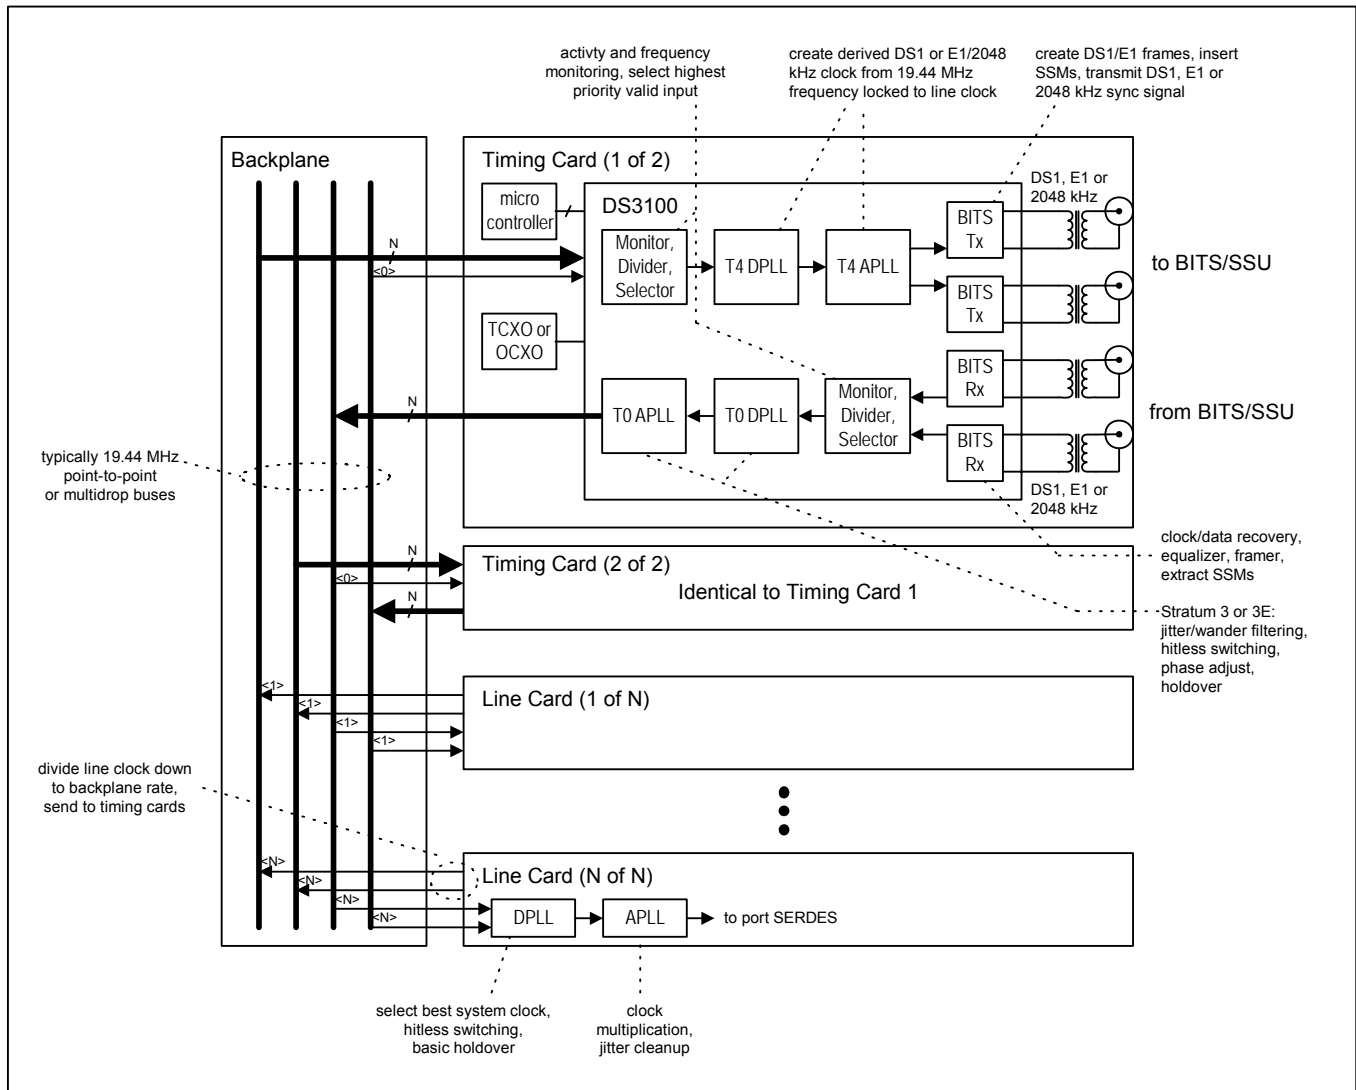 activty and frequency
monitoring, select highest
priority valid input
create derived DS1 or E1/2048
kHz clock from 19.44 MHz
frequency locked to line clock
create DS1/E1 frames, insert
SSMs, transmit DS1, E1 or
2048 kHz sync signal
Backplane
Timing Card (1 of 2)
micro
controller
DS3100
DS1, E1 or
2048 kHz
N
<0>
Monitor,
Divider,
Selector
T4 DPLL
T4 APLL
BITS
Tx
BITS
Tx
to BITS/SSU
TCXO or
OCXO
N
T0 APLL
T0 DPLL
Monitor,
Divider,
Selector
BITS
Rx
BITS
Rx
from BITS/SSU
DS1, E1 or
2048 kHz
typically 19.44 MHz
point-to-point
or multidrop buses
clock/data recovery,
equalizer, framer,
extract SSMs
N
<0>
N
Timing Card (2 of 2)
Identical to Timing Card 1
Stratum 3 or 3E:
jitter/wander filtering,
hitless switching,
phase adjust,
holdover
<1>
<1>
<1>
<1>
Line Card (1 of N)
divide line clock down
to backplane rate,
send to timing cards
<N>
<N>
<N>
<N>
Line Card (N of N)
DPLL
APLL
to port SERDES
select best system clock,
hitless switching,
basic holdover
clock
multiplication,
jitter cleanup